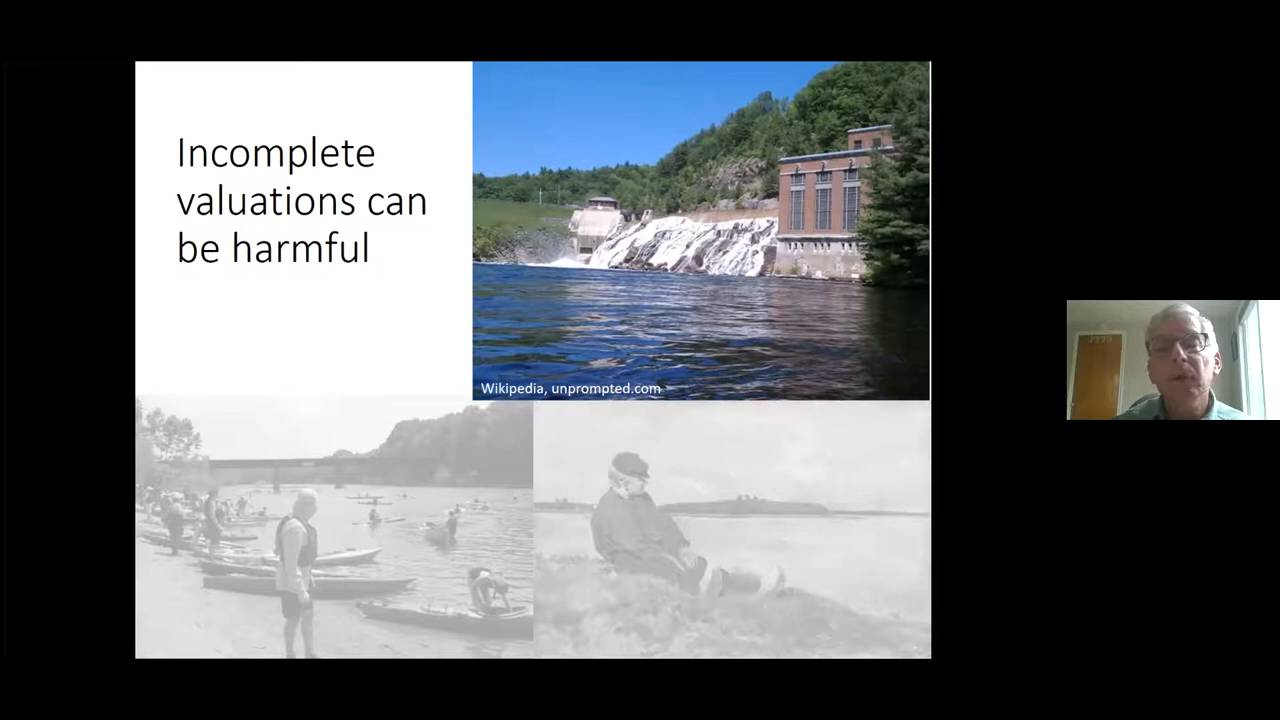 Incomplete
valuations can
be harmful
Wikipedia, unprompted.com